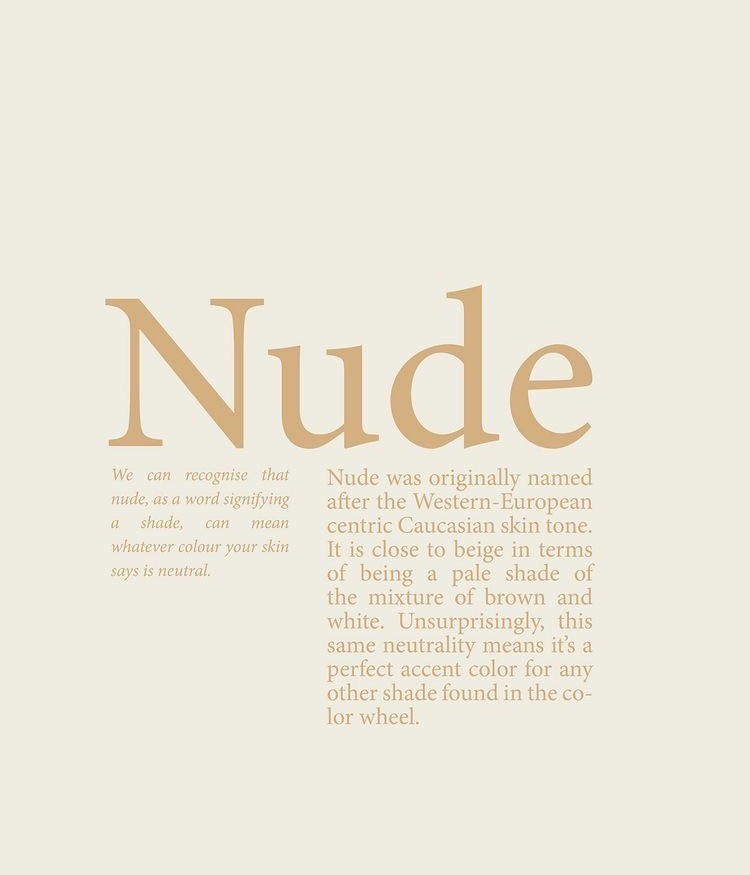 Nude
We can recognise that
nude, as a word signifying
a shade, can mean
whatever colour your skin
says is neutral.
Nude was originally named
after the Western-European
centric Caucasian skin tone.
It is close to beige in terms
of being a pale shade of
the mixture of brown and
white. Unsurprisingly, this
same neutrality means it's a
perfect accent color for any
other shade found in the co-
lor wheel.